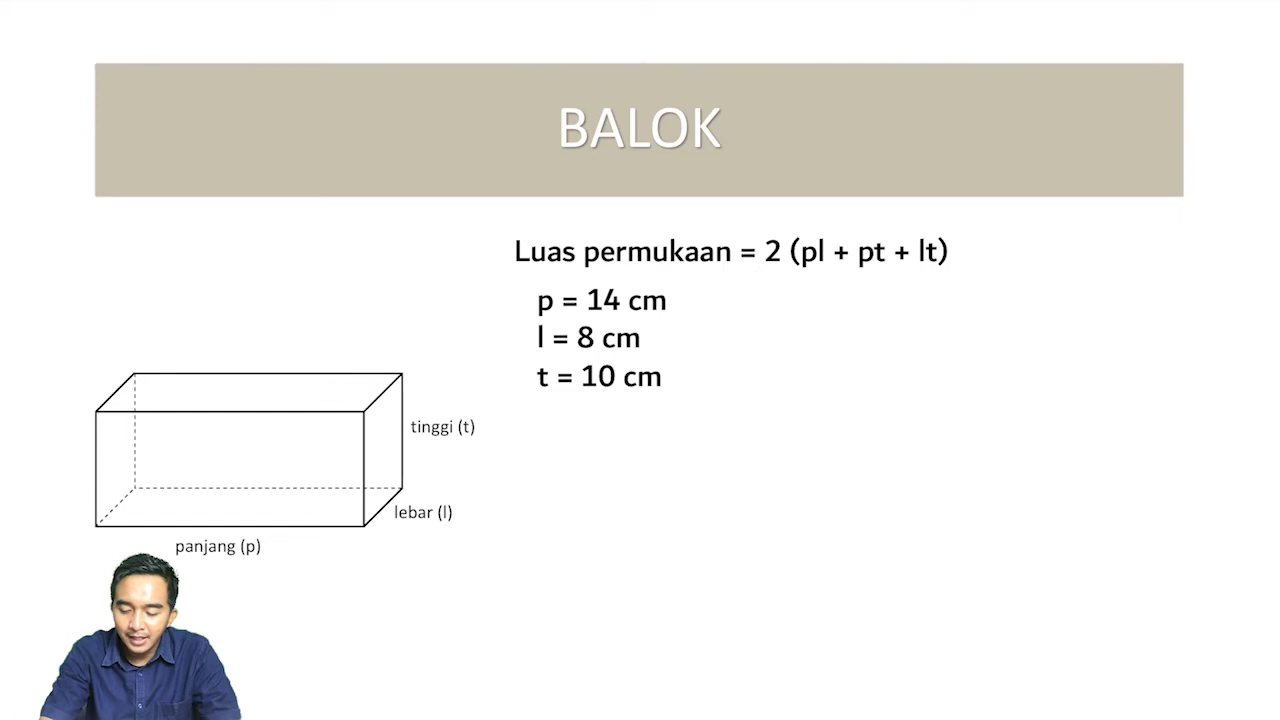 BALOK
Luas permukaan = 2 (pl + pt + lt)
p = 14 cm
l = 8 cm
t = 10 cm
tinggi (t)
lebar (l)
panjang (p)